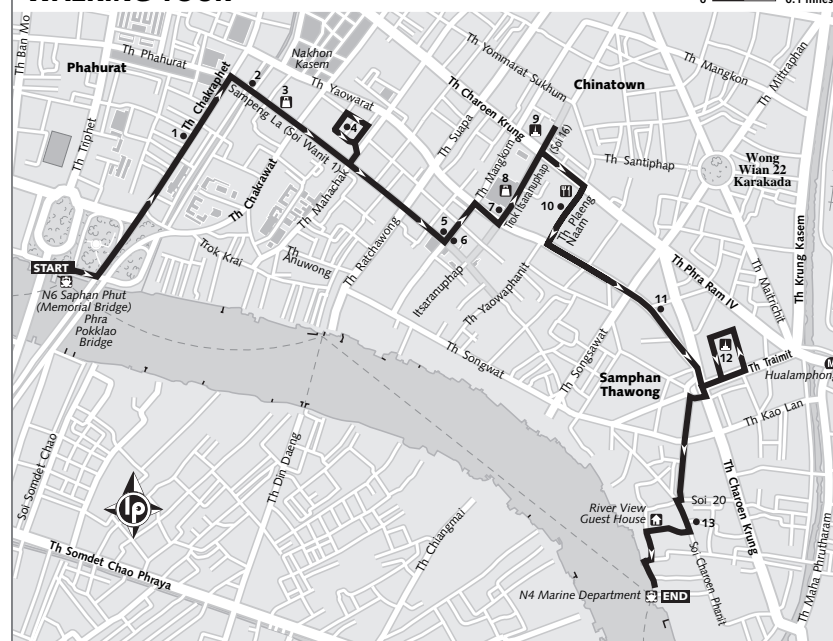 WALKING TOUR
0
0.1 miles
Th Ban Mo
Phahurat
Th Phahurat
Th Triphet
Th Chakraphet
1
2
3
4
Nakhon
Kasem
Th Yaowarat
Sampeng La (Soi Wanit 1)
Th Chakrawat
Th Mahachak
Trok Krai
Th
Anuwong
Th Ratchawong
5
6
Itsaranuphap
Th Yaowaphanit
Th Suapa
Th Yommarat Sukhum
Th Charoen Krung
Th Mangkorn
8
7
Trok Itsaranuphap
9
(Soi 16)
10
Th Plaeng
Naam
Chinatown
Th Mangkon
Th Mittraphan
Th Santiphap
Wong
Wian 22
Karakada
Th Phra Ram IV
Th Maitrichit
Th Krung Kasem
11
12
Th Traimit
M
Hualamphong
Th Songsawat
Th Songwat
Samphan
Thawong
Th Kao Lan
Th Charoen Krung
START
N6 Saphan Phut
(Memorial Bridge)
Phra
Pokklao
Bridge
Soi Somdet Chao
Th Din Daeng
lp
Th Somdet Chao Phraya
Th Chiangmai
River View
Guest House
Soi 20
13
Soi Charoen Phanit
N4 Marine Department
END
Th Maha Phrutharam